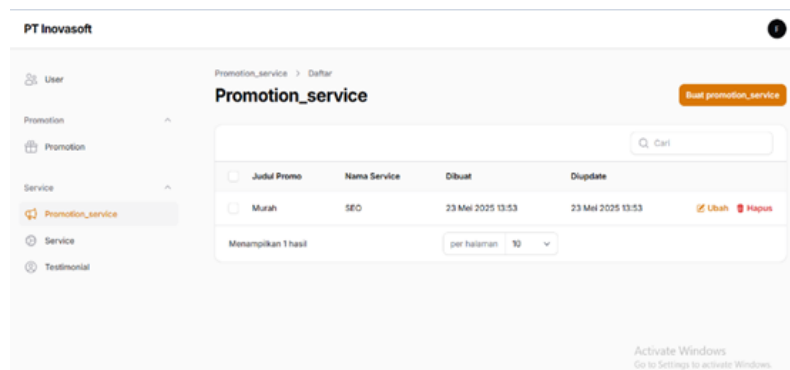 PT Inovasoft
F
User
Promotion
Promotion
Service
Promotion_service
Service
Testimonial
Promotion_service > Daftar
Promotion_service
Buat promotion_service
Cari
Judul Promo Nama Service Dibuat Diupdate
Murah SEO 23 Mei 2025 13:53 23 Mei 2025 13:53 Ubah Hapus
Menampilkan 1 hasil per halaman 10
Activate Windows
Go to Settings to activate Windows.